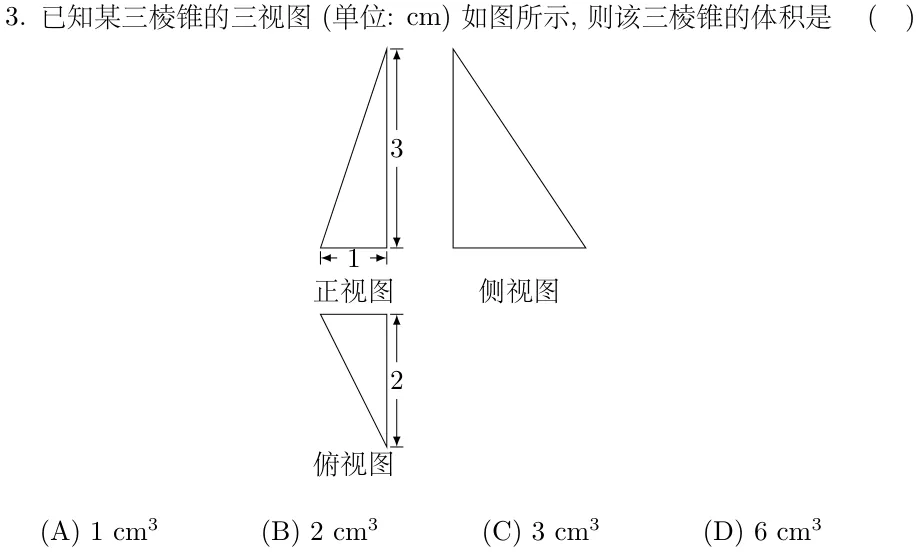 3. 已知某三棱锥的三视图 (单位: cm) 如图所示, 则该三棱锥的体积是 ( )
3
1
正视图 侧视图
2
俯视图
(A) 1 cm³ (B) 2 cm³ (C) 3 cm³ (D) 6 cm³